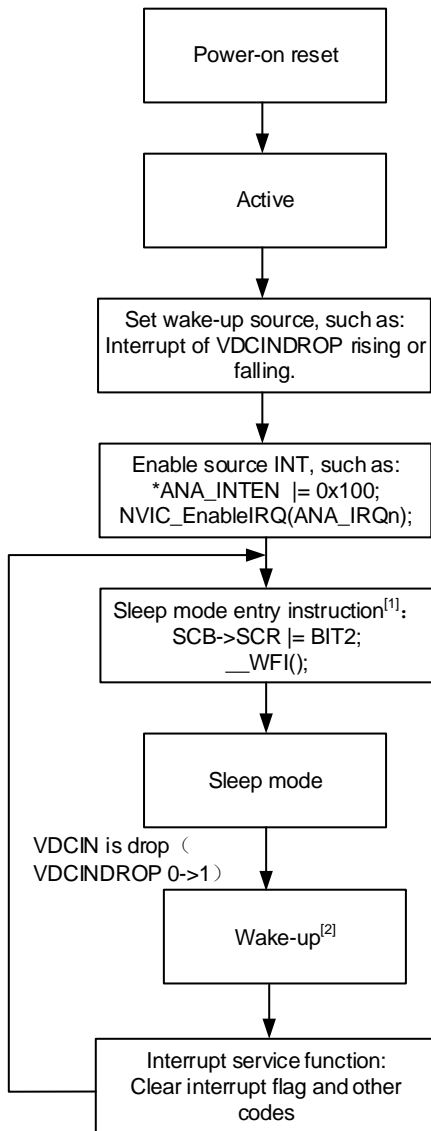 Power-on reset
Active
Set wake-up source, such as:
Interrupt of VDCINDROP rising or
falling.
Enable source INT, such as:
*ANA_INTEN |= 0x100;
NVIC_EnableIRQ(ANA_IRQn);
Sleep mode entry instruction[1]：
SCB->SCR |= BIT2;
__WFI();
Sleep mode
VDCIN is drop（
VDCINDROP 0->1）
Wake-up[2]
Interrupt service function:
Clear interrupt flag and other
codes